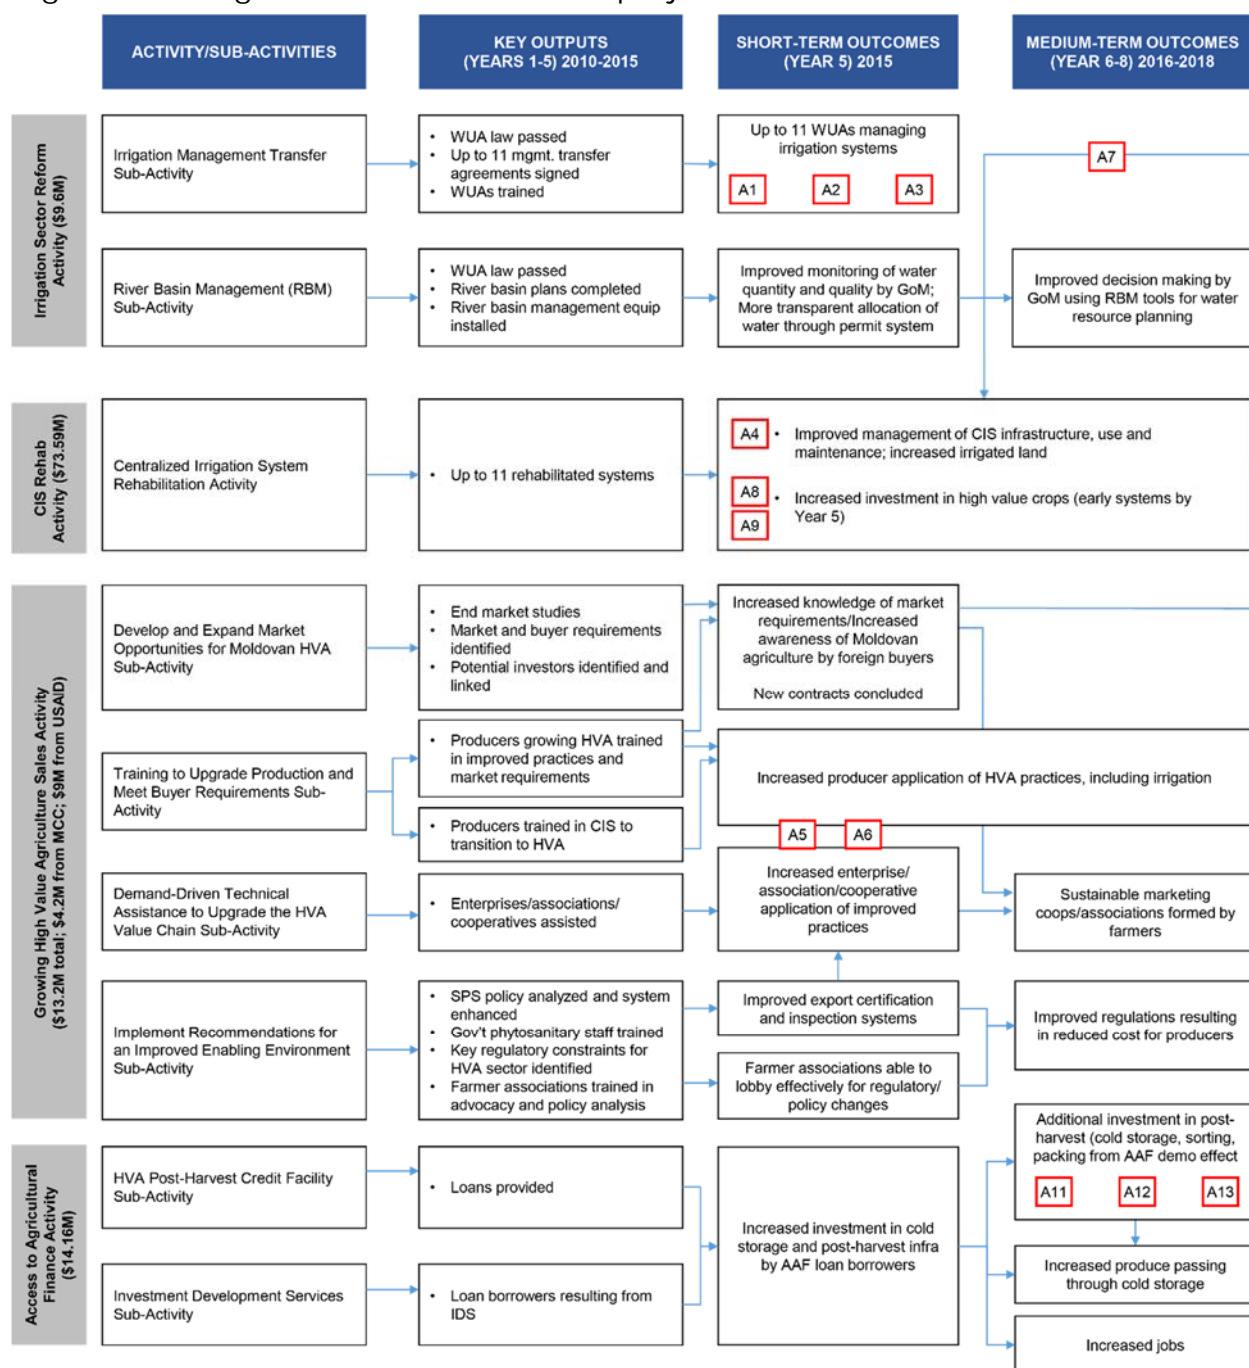 ACTIVITY/SUB-ACTIVITIES
KEY OUTPUTS
(YEARS 1-5) 2010-2015
SHORT-TERM OUTCOMES
(YEAR 5) 2015
MEDIUM-TERM OUTCOMES
(YEAR 6-8) 2016-2018
Irrigation Sector Reform
Activity ($9.6M)
Irrigation Management Transfer
Sub-Activity
• WUA law passed
• Up to 11 mgmt. transfer
agreements signed
• WUAs trained
Up to 11 WUAs managing
irrigation systems
A1 A2 A3
A7
River Basin Management (RBM)
Sub-Activity
• WUA law passed
• River basin plans completed
• River basin management equip
installed
Improved monitoring of water
quantity and quality by GoM;
More transparent allocation of
water through permit system
Improved decision making by
GoM using RBM tools for water
resource planning
CIS Rehab
Activity ($73.59M)
Centralized Irrigation System
Rehabilitation Activity
• Up to 11 rehabilitated systems
A4 • Improved management of CIS infrastructure, use and
maintenance; increased irrigated land
A8
• Increased investment in high value crops (early systems by
Year 5)
A9
Growing High Value Agriculture Sales Activity
($13.2M total; $4.2M from MCC; $9M from USAID)
Develop and Expand Market
Opportunities for Moldovan HVA
Sub-Activity
• End market studies
• Market and buyer requirements
identified
• Potential investors identified and
linked
Increased knowledge of market
requirements/Increased
awareness of Moldovan
agriculture by foreign buyers
New contracts concluded
Training to Upgrade Production and
Meet Buyer Requirements Sub-
Activity
• Producers growing HVA trained
in improved practices and
market requirements
• Producers trained in CIS to
transition to HVA
Increased producer application of HVA practices, including irrigation
A5 A6
Demand-Driven Technical
Assistance to Upgrade the HVA
Value Chain Sub-Activity
• Enterprises/associations/
cooperatives assisted
Increased enterprise/
association/cooperative
application of improved
practices
Sustainable marketing
coops/associations formed by
farmers
Implement Recommendations for
an Improved Enabling Environment
Sub-Activity
• SPS policy analyzed and system
enhanced
• Gov't phytosanitary staff trained
• Key regulatory constraints for
HVA sector identified
• Farmer associations trained in
advocacy and policy analysis
Improved export certification
and inspection systems
Farmer associations able to
lobby effectively for regulatory/
policy changes
Improved regulations resulting
in reduced cost for producers
Access to Agricultural
Finance Activity
($14.16M)
HVA Post-Harvest Credit Facility
Sub-Activity
• Loans provided
Investment Development Services
Sub-Activity
• Loan borrowers resulting from
IDS
Increased investment in cold
storage and post-harvest infra
by AAF loan borrowers
Additional investment in post-
harvest (cold storage, sorting,
packing from AAF demo effect
A11 A12 A13
Increased produce passing
through cold storage
Increased jobs